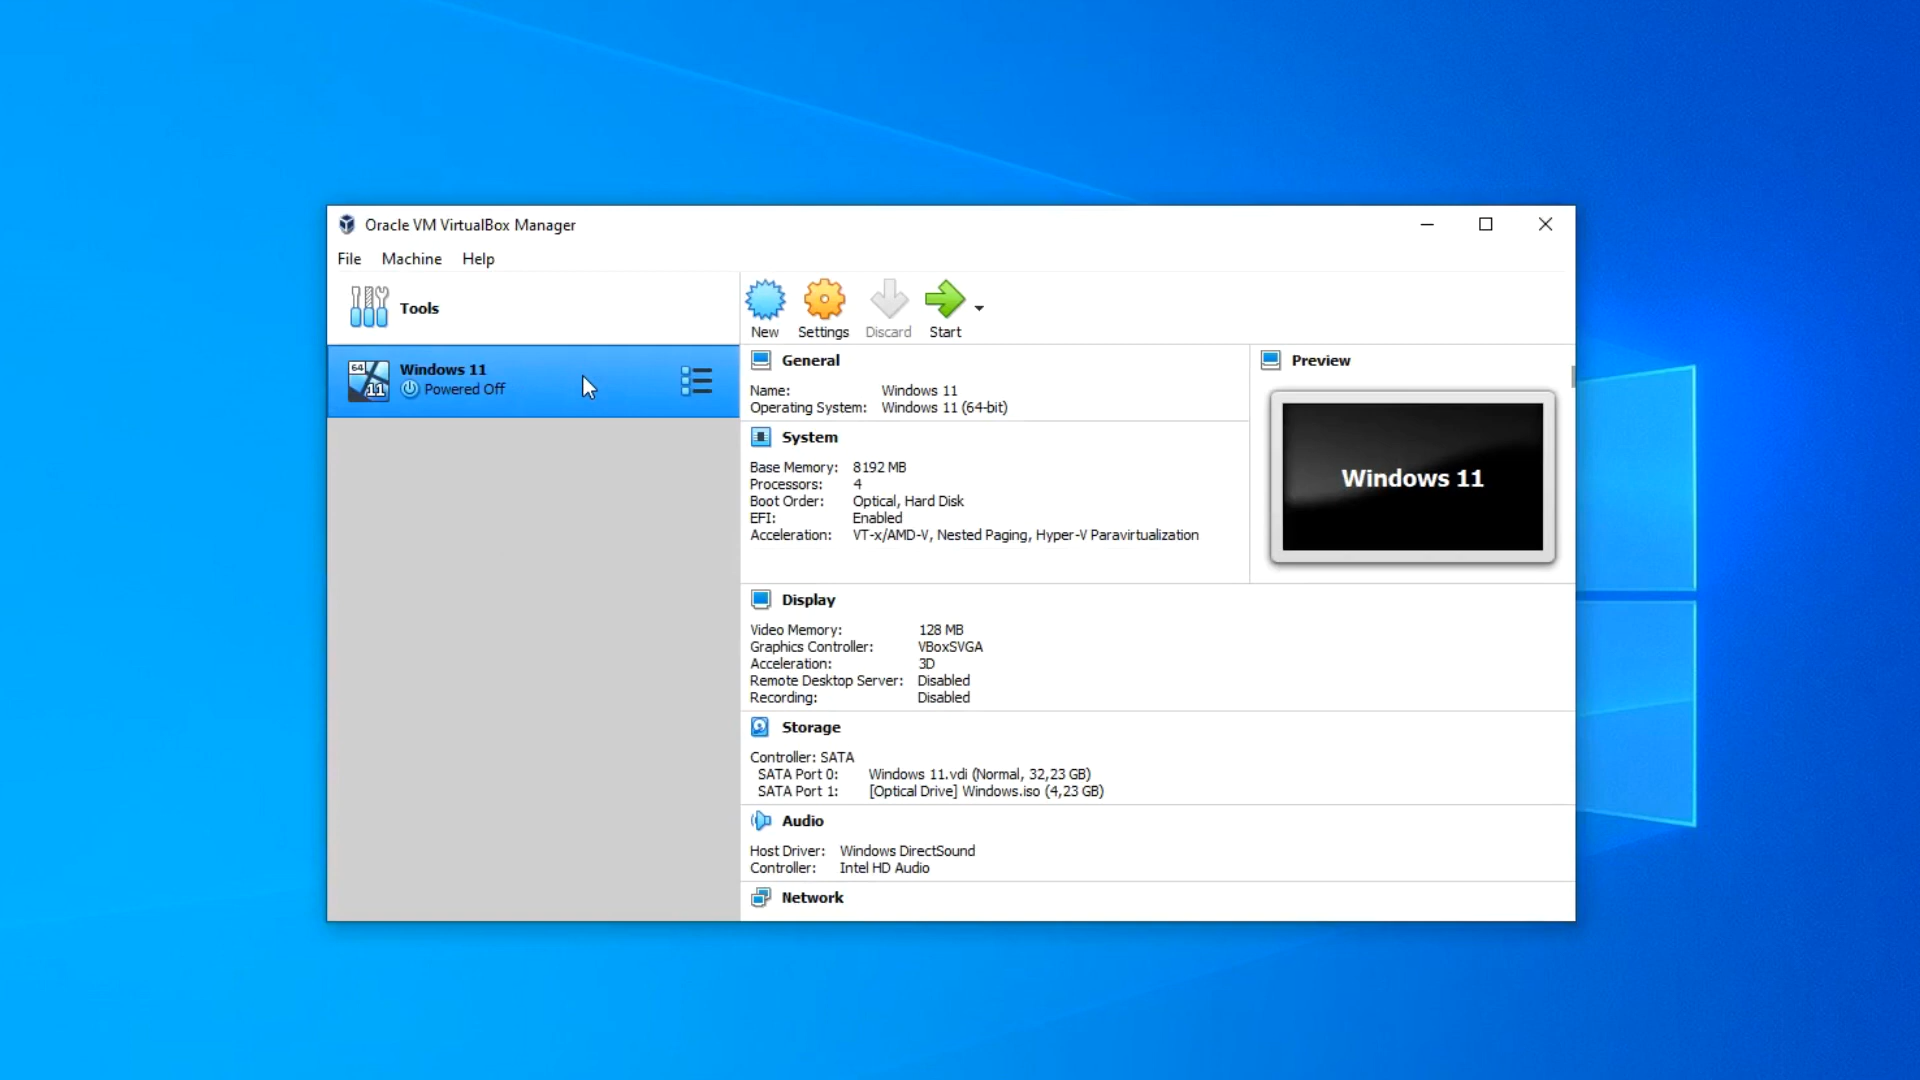 Oracle VM VirtualBox Manager
File Machine Help
Tools
New Settings Discard Start
64
11
Windows 11
Powered Off
General
Name: Windows 11
Operating System: Windows 11 (64-bit)
Preview
Windows 11
System
Base Memory: 8192 MB
Processors: 4
Boot Order: Optical, Hard Disk
EFI: Enabled
Acceleration: VT-x/AMD-V, Nested Paging, Hyper-V Paravirtualization
Display
Video Memory: 128 MB
Graphics Controller: VBoxSVGA
Acceleration: 3D
Remote Desktop Server: Disabled
Recording: Disabled
Storage
Controller: SATA
SATA Port 0: Windows 11.vdi (Normal, 32,23 GB)
SATA Port 1: [Optical Drive] Windows.iso (4,23 GB)
Audio
Host Driver: Windows DirectSound
Controller: Intel HD Audio
Network